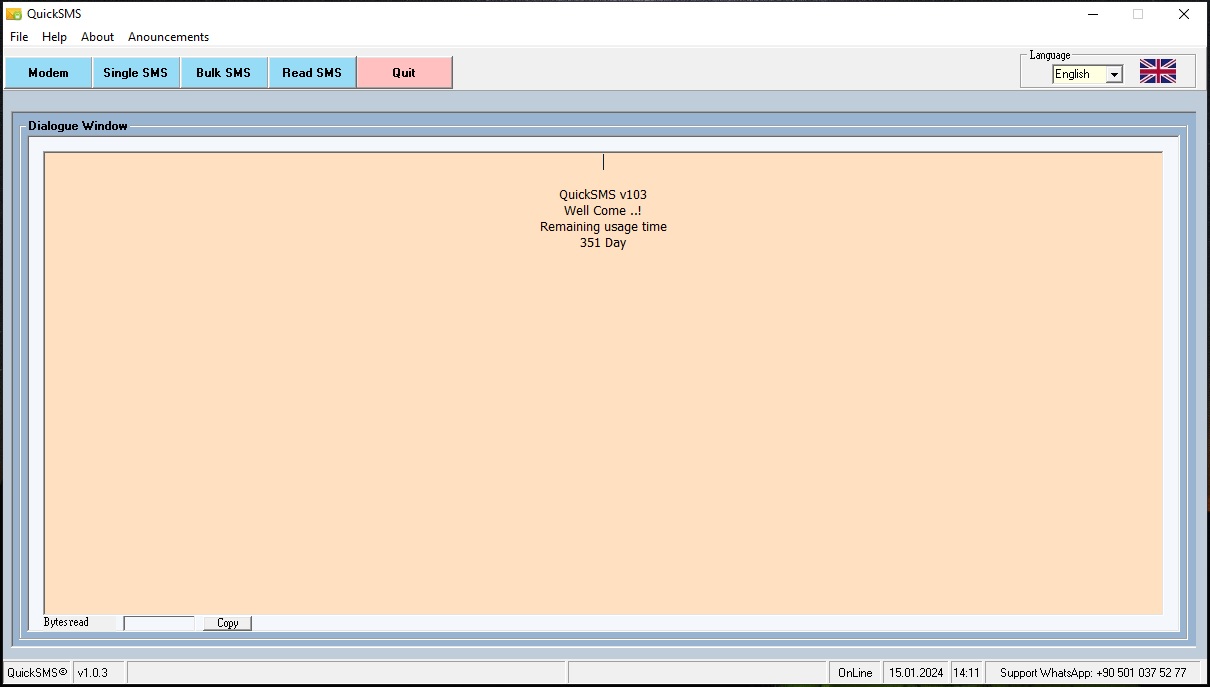 QuickSMS
File Help About Anouncements
Modem Single SMS Bulk SMS Read SMS Quit
Language
English
Dialogue Window
QuickSMS v103
Well Come ..!
Remaining usage time
351 Day
Bytes read Copy
QuickSMS© v1.0.3 OnLine 15.01.2024 14:11 Support WhatsApp: +90 501 037 52 77